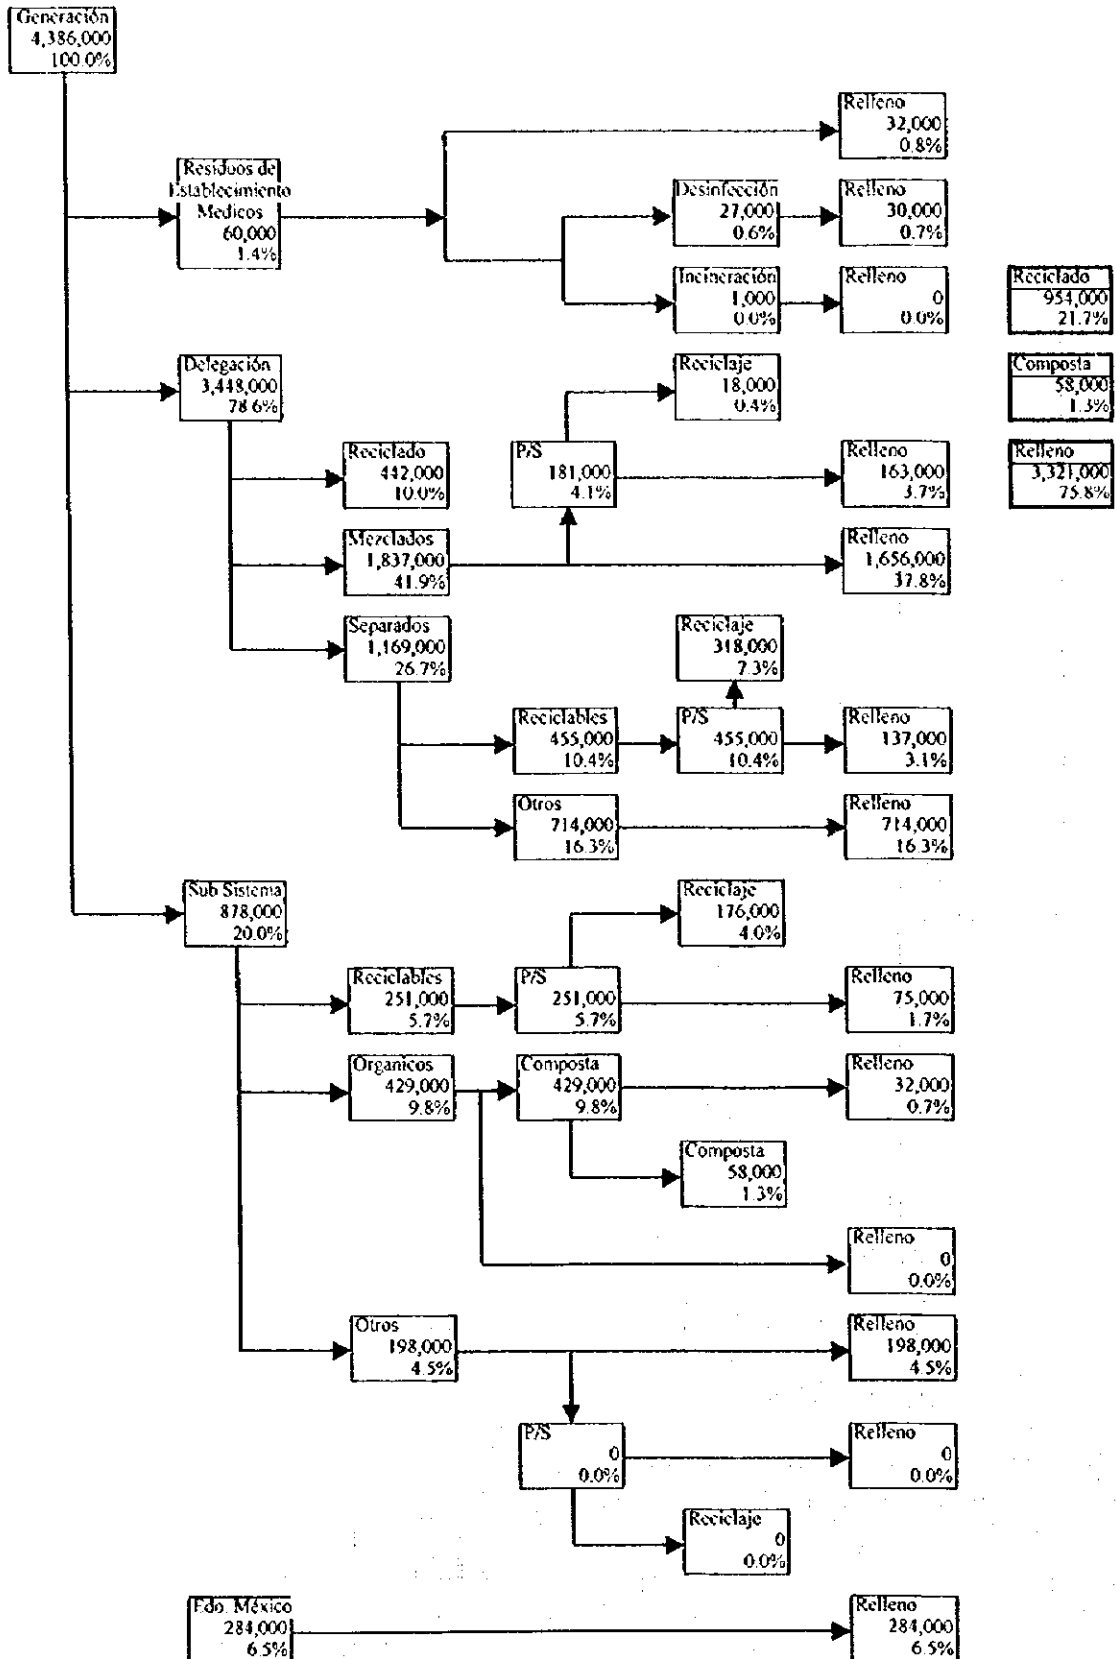 Generación
4,386,000
100.0%
Relleno
32,000
0.8%
Residuos de
Establecimiento
Medicos
60,000
1.4%
Desinfección
27,000
0.6%
Relleno
30,000
0.7%
Incineración
1,000
0.0%
Relleno
0
0.0%
Reciclado
954,000
21.7%
Delegación
3,448,000
78.6%
Reciclaje
18,000
0.4%
Composta
58,000
1.3%
Reciclado
442,000
10.0%
P/S
181,000
4.1%
Relleno
163,000
3.7%
Relleno
3,321,000
75.8%
Mezclados
1,837,000
41.9%
Relleno
1,656,000
37.8%
Separados
1,169,000
26.7%
Reciclaje
318,000
7.3%
Reciclables
455,000
10.4%
P/S
455,000
10.4%
Relleno
137,000
3.1%
Otros
714,000
16.3%
Relleno
714,000
16.3%
Sub Sistema
878,000
20.0%
Reciclaje
176,000
4.0%
Reciclables
251,000
5.7%
P/S
251,000
5.7%
Relleno
75,000
1.7%
Organicos
429,000
9.8%
Composta
429,000
9.8%
Relleno
32,000
0.7%
Composta
58,000
1.3%
Relleno
0
0.0%
Otros
198,000
4.5%
Relleno
198,000
4.5%
P/S
0
0.0%
Relleno
0
0.0%
Reciclaje
0
0.0%
Edo. México
284,000
6.5%
Relleno
284,000
6.5%